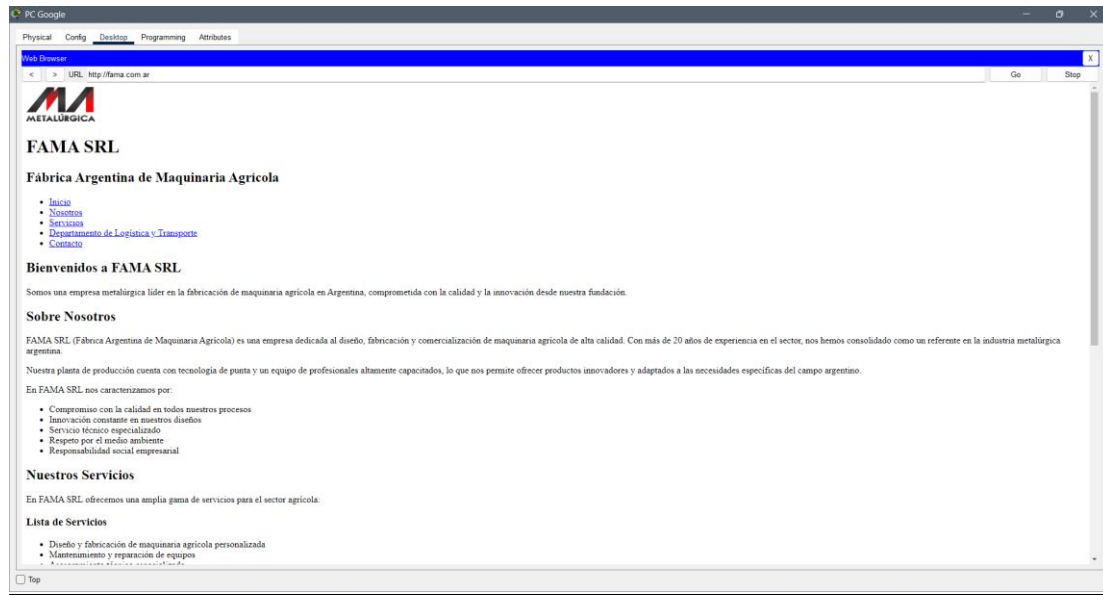 PC Google
Physical Config Desktop Programming Attributes
Web Browser
X
< > URL http://fama.com.ar Go Stop
MA
METALÚRGICA
FAMA SRL
Fábrica Argentina de Maquinaria Agrícola
• Inicio
• Nosotros
• Servicios
• Departamento de Logística y Transporte
• Contacto
Bienvenidos a FAMA SRL
Somos una empresa metalúrgica líder en la fabricación de maquinaria agrícola en Argentina, comprometida con la calidad y la innovación desde nuestra fundación.
Sobre Nosotros
FAMA SRL (Fábrica Argentina de Maquinaria Agrícola) es una empresa dedicada al diseño, fabricación y comercialización de maquinaria agrícola de alta calidad. Con más de 20 años de experiencia en el sector, nos hemos consolidado como un referente en la industria metalúrgica
argentina.
Nuestra planta de producción cuenta con tecnología de punta y un equipo de profesionales altamente capacitados, lo que nos permite ofrecer productos innovadores y adaptados a las necesidades específicas del campo argentino.
En FAMA SRL nos caracterizamos por:
• Compromiso con la calidad en todos nuestros procesos
• Innovación constante en nuestros diseños
• Servicio técnico especializado
• Respeto por el medio ambiente
• Responsabilidad social empresarial
Nuestros Servicios
En FAMA SRL ofrecemos una amplia gama de servicios para el sector agrícola:
Lista de Servicios
• Diseño y fabricación de maquinaria agrícola personalizada
• Mantenimiento y reparación de equipos
Top